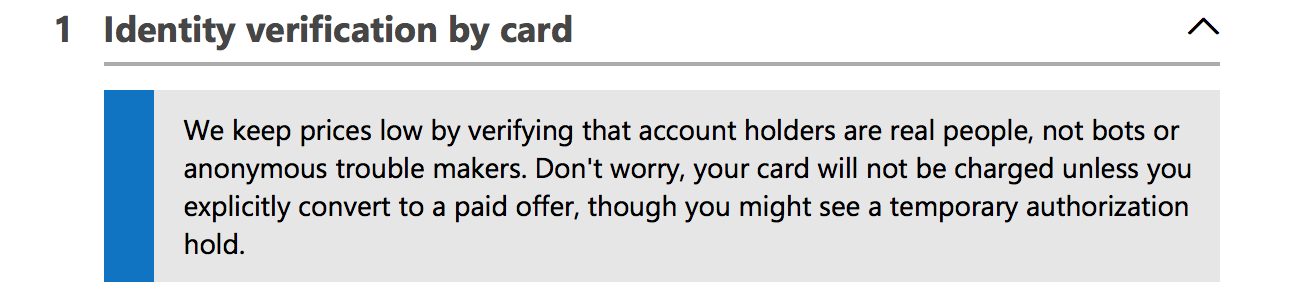 1 Identity verification by card
We keep prices low by verifying that account holders are real people, not bots or
anonymous trouble makers. Don't worry, your card will not be charged unless you
explicitly convert to a paid offer, though you might see a temporary authorization
hold.